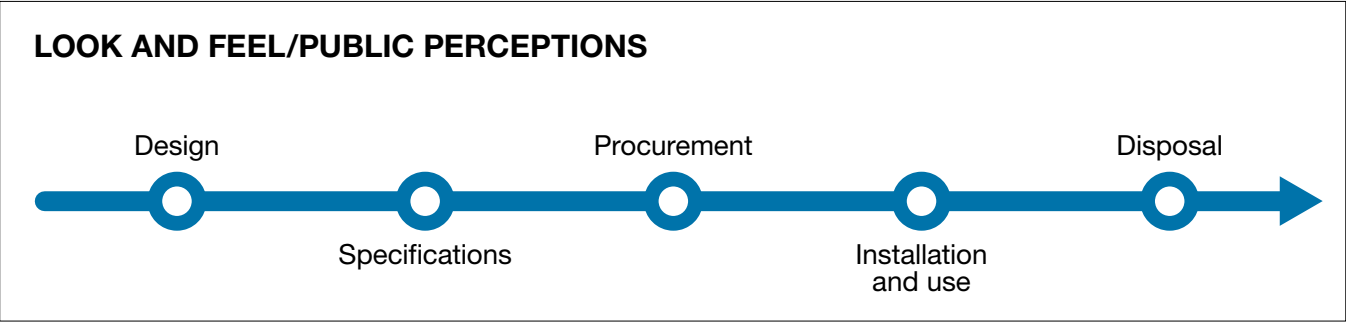 LOOK AND FEEL/PUBLIC PERCEPTIONS
Design
Specifications
Procurement
Installation
and use
Disposal